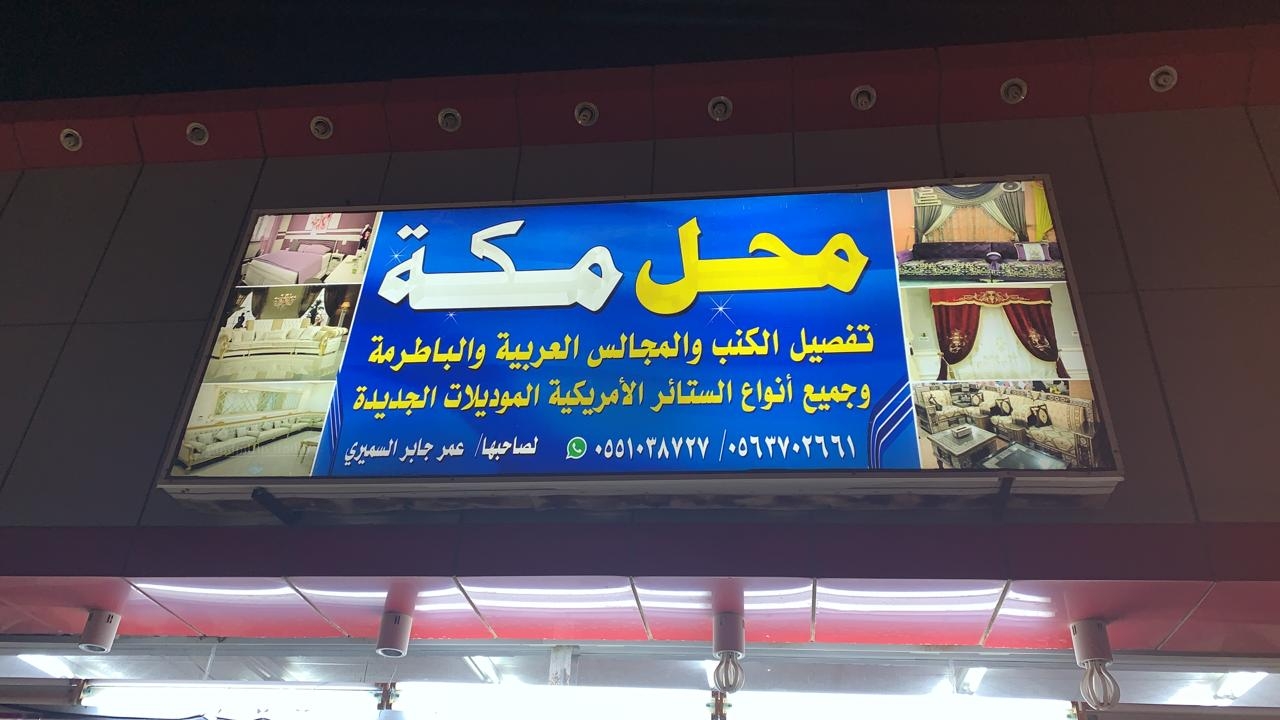 محل مكة
تفصيل الكنب والمجالس العربية والباطرمة
وجميع أنواع الستائر الأمريكية الموديلات الجديدة
٠٥٦٣٧٠٢٦٦١ / ٠٥٥١٠٣٨٧٢٧ لصاحبها/ عمر جابر السميري